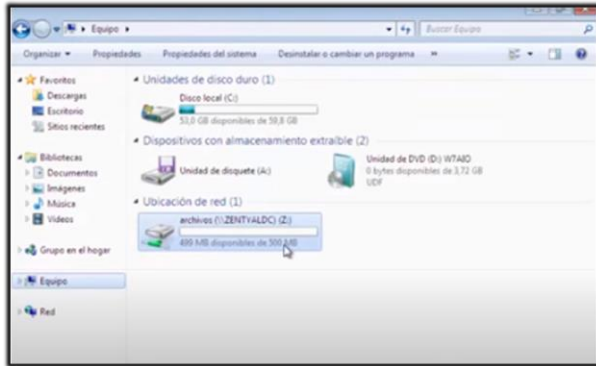 Equipo
Buscar Equipo
Organizar
Propiedades
Propiedades del sistema
Desinstalar o cambiar un programa
»
Favoritos
Descargas
Escritorio
Sitios recientes
Bibliotecas
Documentos
Imágenes
Música
Vídeos
Grupo en el hogar
Equipo
Red
Unidades de disco duro (1)
Disco local (C:)
53,0 GB disponibles de 59,8 GB
Dispositivos con almacenamiento extraíble (2)
Unidad de disquete (A:)
Unidad de DVD (D:) W7AIO
0 bytes disponibles de 3,72 GB
UDF
Ubicación de red (1)
archivos (\\ZENTYALDC) (Z:)
499 MB disponibles de 500 MB